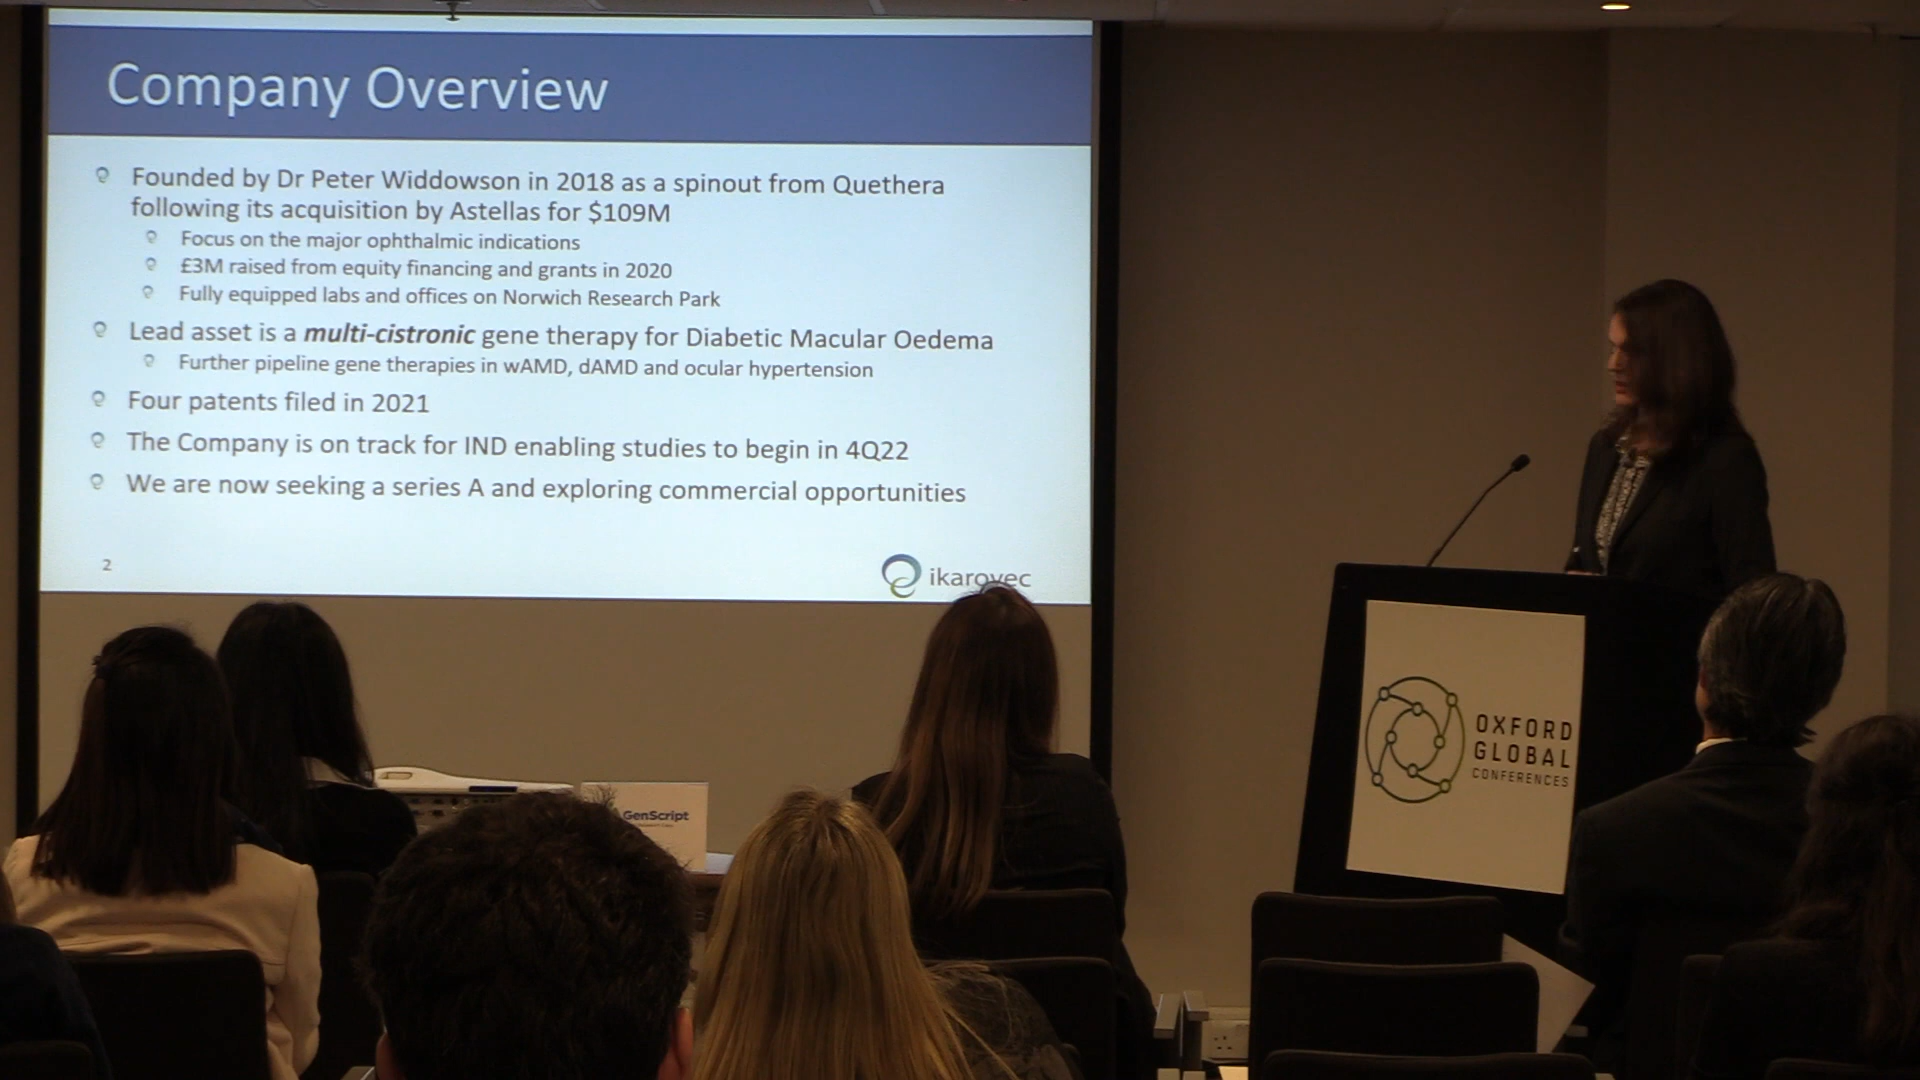 Company Overview
Founded by Dr Peter Widdowson in 2018 as a spinout from Quethera
following its acquisition by Astellas for $109M
Focus on the major ophthalmic indications
£3M raised from equity financing and grants in 2020
Fully equipped labs and offices on Norwich Research Park
Lead asset is a multi-cistronic gene therapy for Diabetic Macular Oedema
Further pipeline gene therapies in wAMD, dAMD and ocular hypertension
Four patents filed in 2021
The Company is on track for IND enabling studies to begin in 4Q22
We are now seeking a series A and exploring commercial opportunities
2
ikarovec
OXFORD
GLOBAL
CONFERENCES
GenScript